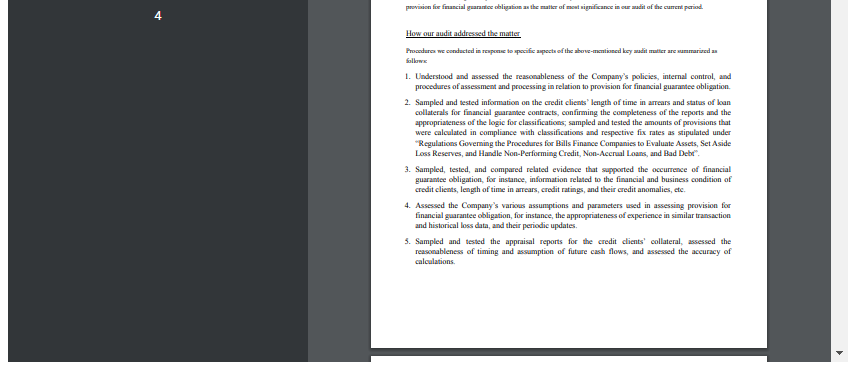 4
provision for financial guarantee obligation as the matter of most significance in our audit of the current period.
How our audit addressed the matter
Procedures we conducted in response to specific aspects of the above-mentioned key audit matter are summarized as
follows:
1. Understood and assessed the reasonableness of the Company's policies, internal control, and
procedures of assessment and processing in relation to provision for financial guarantee obligation.
2. Sampled and tested information on the credit clients' length of time in arrears and status of loan
collaterals for financial guarantee contracts, confirming the completeness of the reports and the
appropriateness of the logic for classifications; sampled and tested the amounts of provisions that
were calculated in compliance with classifications and respective fix rates as stipulated under
"Regulations Governing the Procedures for Bills Finance Companies to Evaluate Assets, Set Aside
Loss Reserves, and Handle Non-Performing Credit, Non-Accrual Loans, and Bad Debt".
3. Sampled, tested, and compared related evidence that supported the occurrence of financial
guarantee obligation, for instance, information related to the financial and business condition of
credit clients, length of time in arrears, credit ratings, and their credit anomalies, etc.
4. Assessed the Company's various assumptions and parameters used in assessing provision for
financial guarantee obligation, for instance, the appropriateness of experience in similar transaction
and historical loss data, and their periodic updates.
5. Sampled and tested the appraisal reports for the credit clients' collateral, assessed the
reasonableness of timing and assumption of future cash flows, and assessed the accuracy of
calculations.